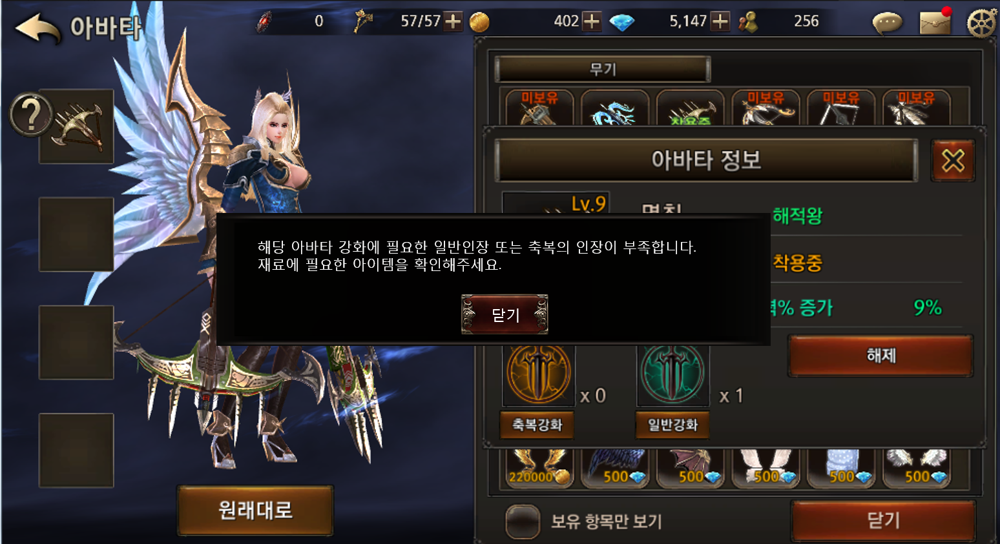 아바타
0
57/57
402
5,147
256
무기
미보유
착용중
미보유
미보유
미보유
?
아바타 정보
Lv.9
명칭
해적왕
착용중
해당 아바타 강화에 필요한 일반인장 또는 축복의 인장이 부족합니다.
재료에 필요한 아이템을 확인해주세요.
닫기
% 증가
9%
해제
x 0
x 1
축복강화
일반강화
220000
500
500
500
500
500
원래대로
보유 항목만 보기
닫기